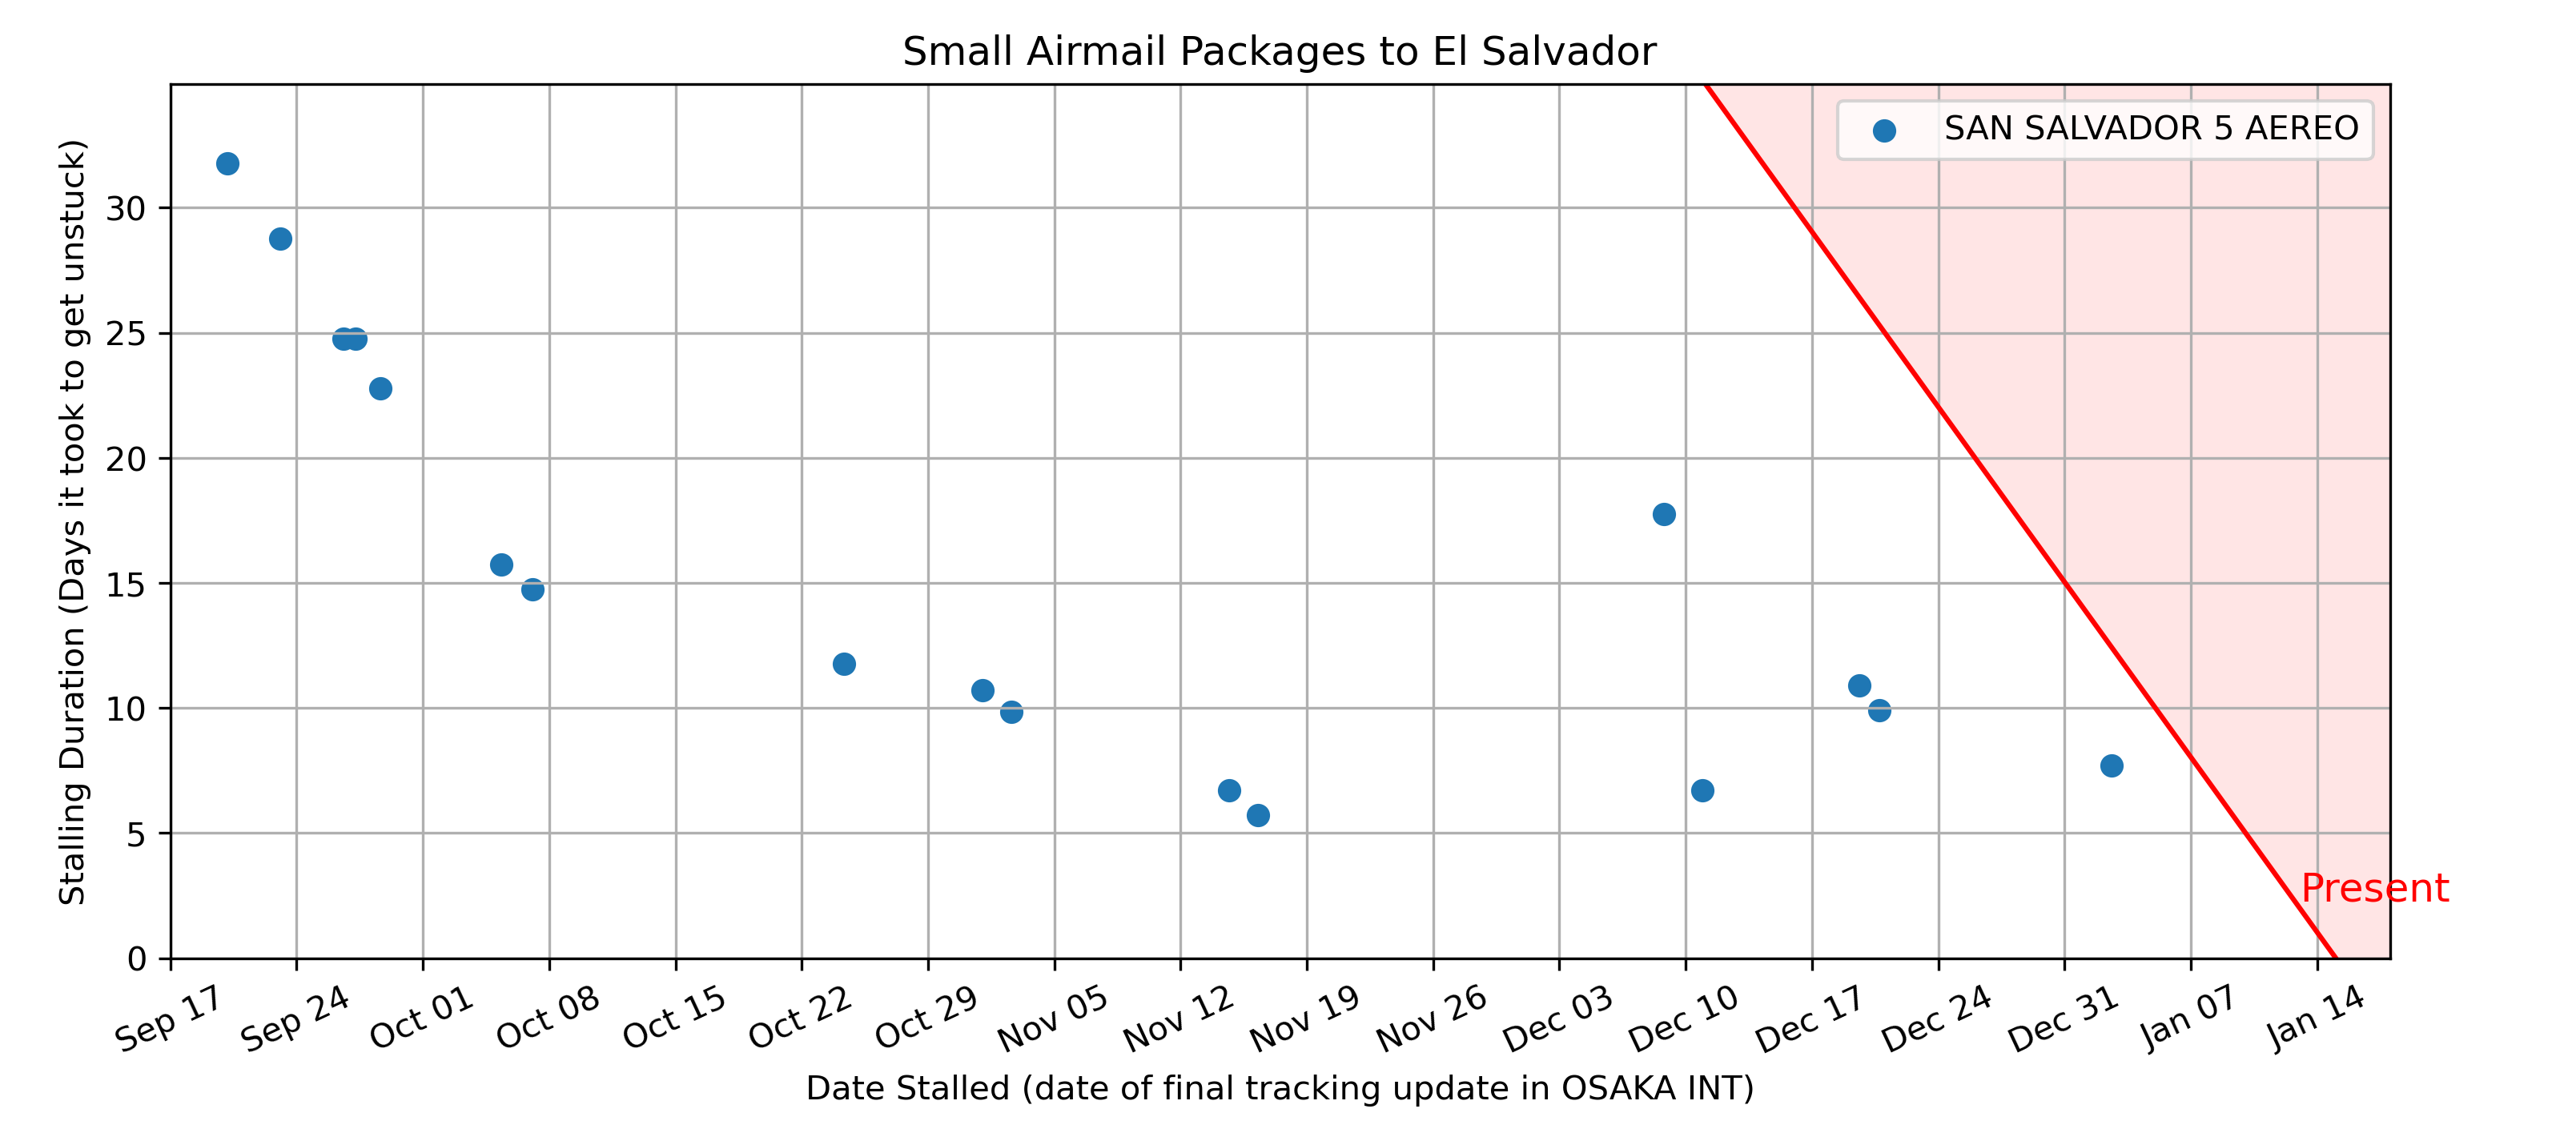 Small Airmail Packages to El Salvador
SAN SALVADOR 5 AEREO
Stalling Duration (Days it took to get unstuck)
30
25
20
15
10
5
0
Present
Sep 17
Sep 24
Oct 01
Oct 08
Oct 15
Oct 22
Oct 29
Nov 05
Nov 12
Nov 19
Nov 26
Dec 03
Dec 10
Dec 17
Dec 24
Dec 31
Jan 07
Jan 14
Date Stalled (date of final tracking update in OSAKA INT)